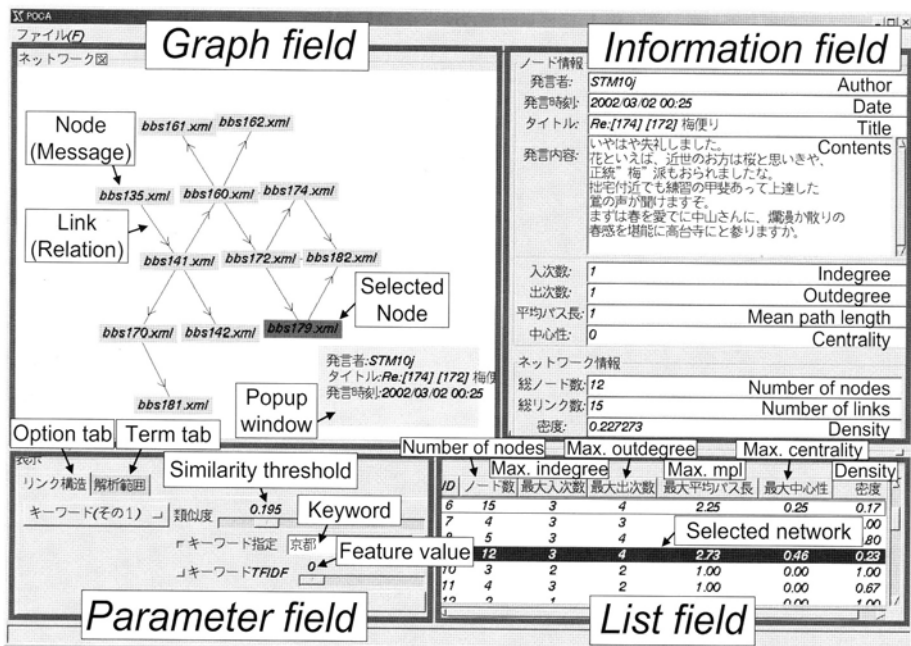 POCA
ファイル(F)
Graph field
Information field
ネットワーク図
Node
(Message)
Link
(Relation)
bbs161.xml
bbs162.xml
bbs135.xml
bbs160.xml
bbs174.xml
bbs141.xml
bbs172.xml
bbs182.xml
bbs170.xml
bbs142.xml
bbs179.xml
bbs181.xml
Selected
Node
Popup
window
発言者:STM10j
タイトル:Re:[174] [172] 梅便
発言時刻:2002/03/02 00:25
ノード情報
発言者: STM10j Author
発言時刻: 2002/03/02 00:25 Date
タイトル: Re:[174] [172] 梅便り Title
発言内容: Contents
いやはや失礼しました。
花といえば、近世のお方は桜と思いきや、
正統”梅”派もおられましたな。
拙宅付近でも練習の甲斐あって上達した
鶯の声が聞けますぞ。
まずは春を愛でに中山さんに、爛漫か散りの
春感を堪能に高台寺にと参りますか。
入次数: 1 Indegree
出次数: 1 Outdegree
平均パス長: 1 Mean path length
中心性: 0 Centrality
ネットワーク情報
総ノード数: 12 Number of nodes
総リンク数: 15 Number of links
密度: 0.227273 Density
Option tab
Term tab
表示
リンク構造
解析範囲
キーワード(その1)
Similarity threshold
類似度
0.195
Keyword
キーワード指定 京都
Feature value
キーワードTFIDF
0
Parameter field
Number of nodes
Max. outdegree
Max. centrality
Max. indegree
Max. mpl
Density
ID ノード数 最大入次数 最大出次数 最大平均パス長 最大中心性 密度
6 15 3 4 2.25 0.25 0.17
7 4 3 3 .00
8 5 3 4 .80
Selected network
12 3 4 2.73 0.46 0.23
10 3 2 2 1.00 0.00 1.00
11 4 3 2 1.00 0.00 0.67
0.00 1.00
List field